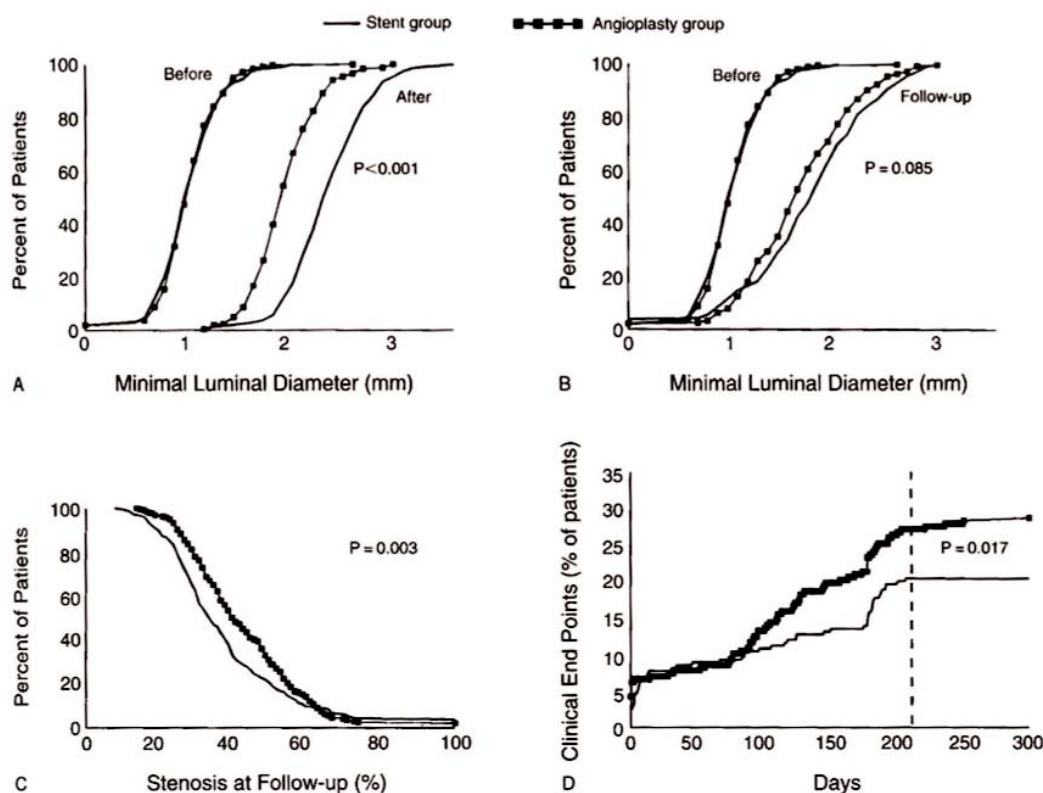 Stent group Angioplasty group
100
80
60
40
20
0
Percent of Patients
Before
After
P<0.001
0 1 2 3
A Minimal Luminal Diameter (mm)
100
80
60
40
20
0
Percent of Patients
Before
Follow-up
P = 0.085
0 1 2 3
B Minimal Luminal Diameter (mm)
100
80
60
40
20
0
Percent of Patients
P = 0.003
0 20 40 60 80 100
C Stenosis at Follow-up (%)
35
30
25
20
15
10
5
0
Clinical End Points (% of patients)
P = 0.017
0 50 100 150 200 250 300
D Days